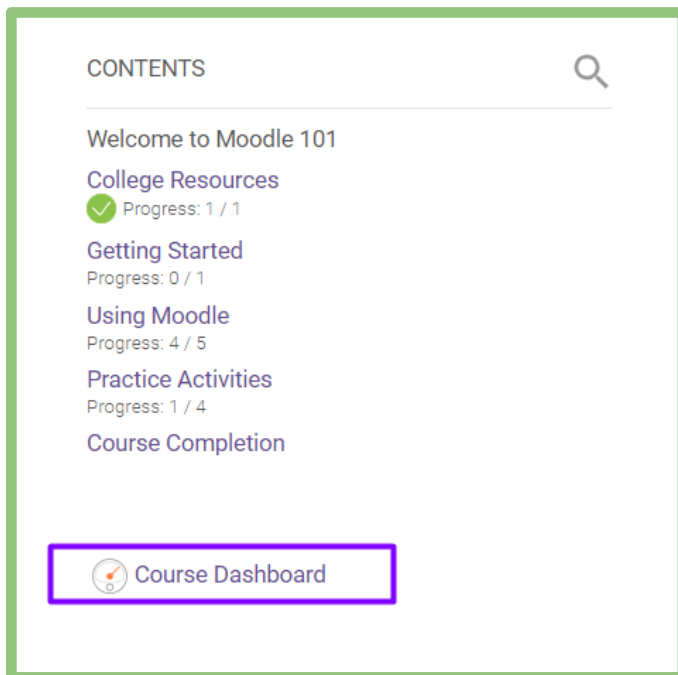 CONTENTS
Welcome to Moodle 101
College Resources
Progress: 1 / 1
Getting Started
Progress: 0 / 1
Using Moodle
Progress: 4 / 5
Practice Activities
Progress: 1 / 4
Course Completion
Course Dashboard